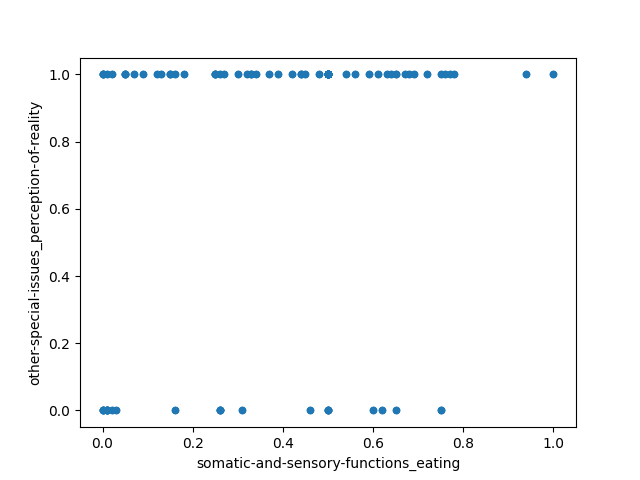 1.0
0.8
0.6
0.4
0.2
0.0
other-special-issues_perception-of-reality
0.0 0.2 0.4 0.6 0.8 1.0
somatic-and-sensory-functions_eating